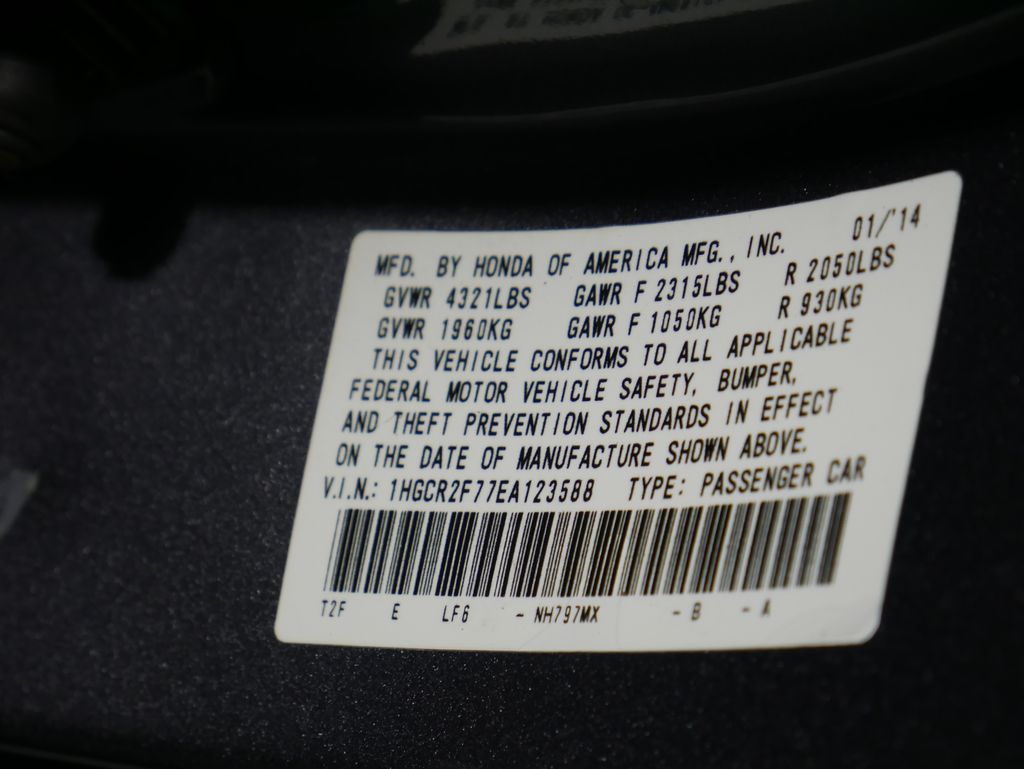 MFD. BY HONDA OF AMERICA MFG., INC. 01/'14
GVWR 4321LBS GAWR F 2315LBS R 2050LBS
GVWR 1960KG GAWR F 1050KG R 930KG
THIS VEHICLE CONFORMS TO ALL APPLICABLE
FEDERAL MOTOR VEHICLE SAFETY, BUMPER,
AND THEFT PREVENTION STANDARDS IN EFFECT
ON THE DATE OF MANUFACTURE SHOWN ABOVE.
V.I.N.: 1HGCR2F77EA123588 TYPE: PASSENGER CAR
T2F E LF6 - NH797MX - B - A